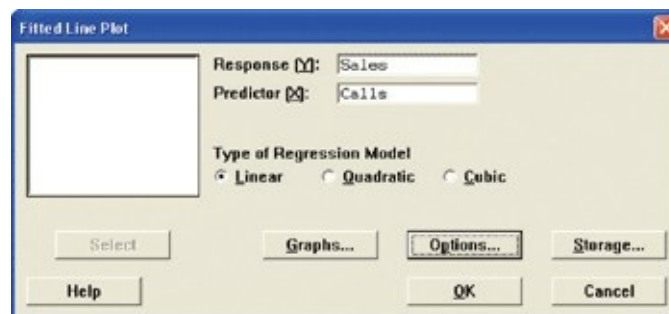 Fitted Line Plot
Response (Y): Sales
Predictor (X): Calls
Type of Regression Model
Linear Quadratic Cubic
Select Graphs... Options... Storage...
Help OK Cancel